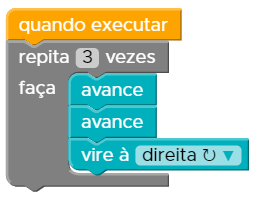 quando executar
repita 3 vezes
faça avance
avance
vire à direita ↻ ▼